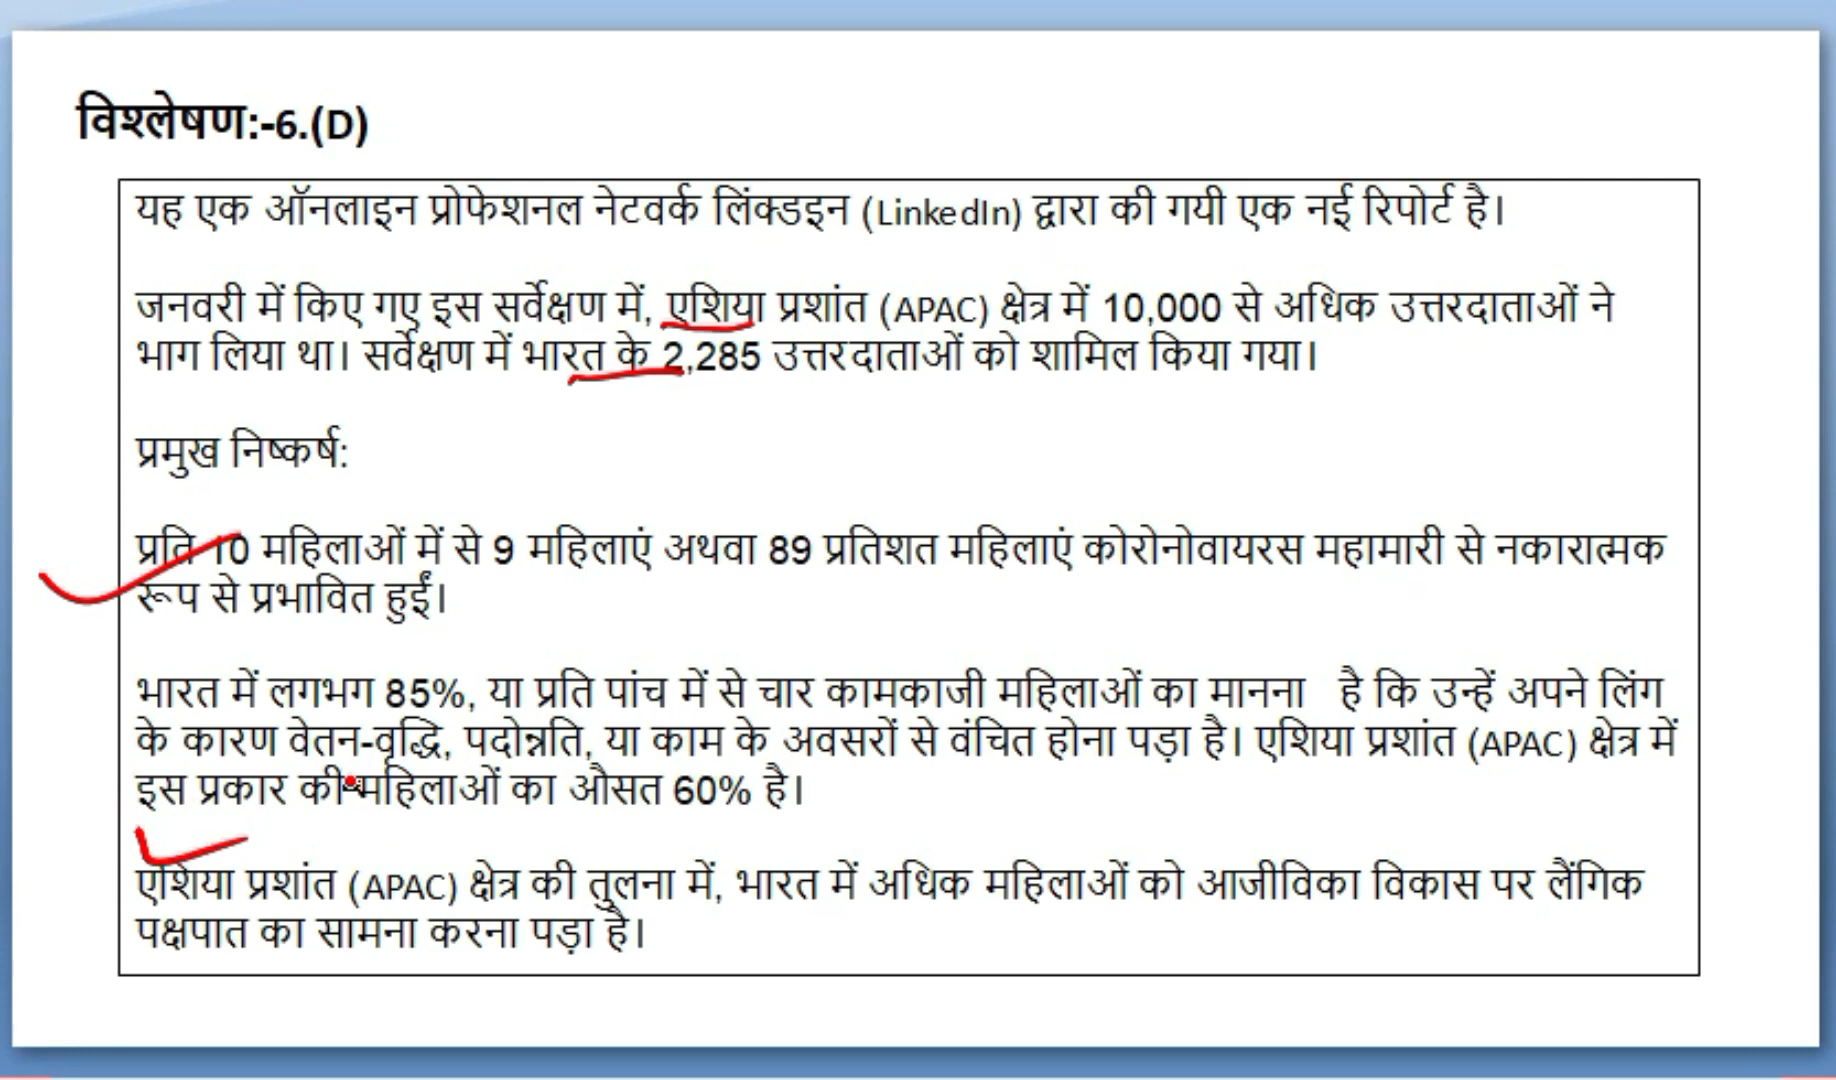 विश्लेषण:-6.(D)
यह एक ऑनलाइन प्रोफेशनल नेटवर्क लिंक्डइन (LinkedIn) द्वारा की गयी एक नई रिपोर्ट है।
जनवरी में किए गए इस सर्वेक्षण में, एशिया प्रशांत (APAC) क्षेत्र में 10,000 से अधिक उत्तरदाताओं ने
भाग लिया था। सर्वेक्षण में भारत के 2,285 उत्तरदाताओं को शामिल किया गया।
प्रमुख निष्कर्ष:
प्रति 10 महिलाओं में से 9 महिलाएं अथवा 89 प्रतिशत महिलाएं कोरोनोवायरस महामारी से नकारात्मक
रूप से प्रभावित हुईं।
भारत में लगभग 85%, या प्रति पांच में से चार कामकाजी महिलाओं का मानना है कि उन्हें अपने लिंग
के कारण वेतन-वृद्धि, पदोन्नति, या काम के अवसरों से वंचित होना पड़ा है। एशिया प्रशांत (APAC) क्षेत्र में
इस प्रकार की महिलाओं का औसत 60% है।
एशिया प्रशांत (APAC) क्षेत्र की तुलना में, भारत में अधिक महिलाओं को आजीविका विकास पर लैंगिक
पक्षपात का सामना करना पड़ा है।